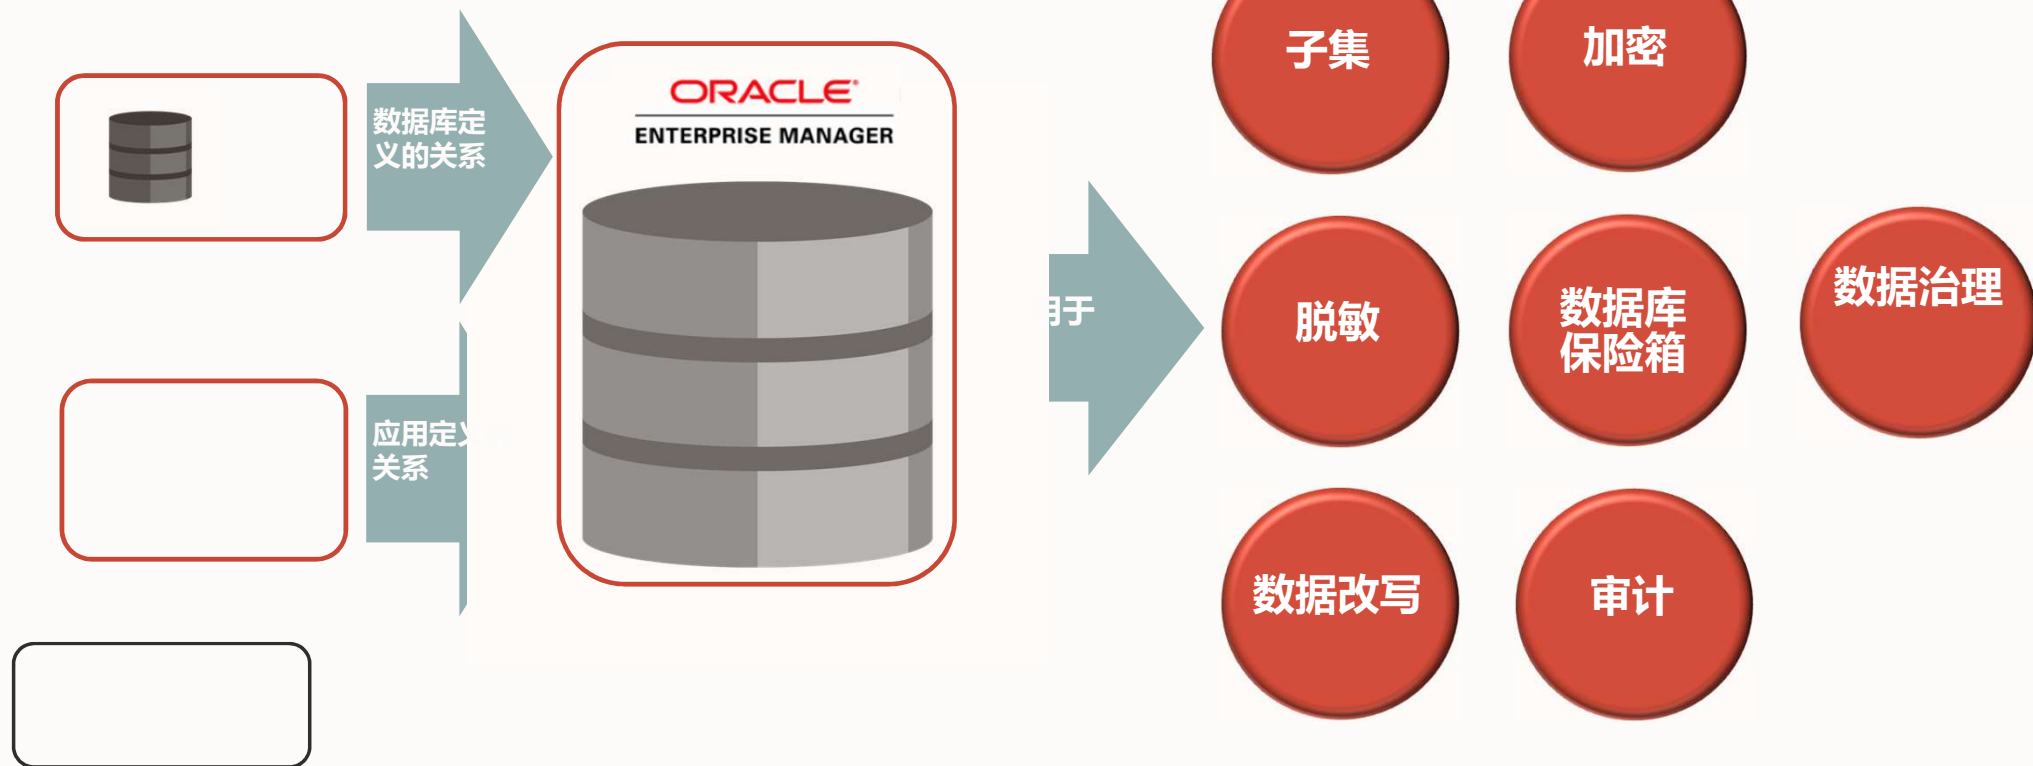 数据库定
义的关系
应用定义
关系
ORACLE
ENTERPRISE MANAGER
用于
子集
加密
脱敏
数据库
保险箱
数据治理
数据改写
审计